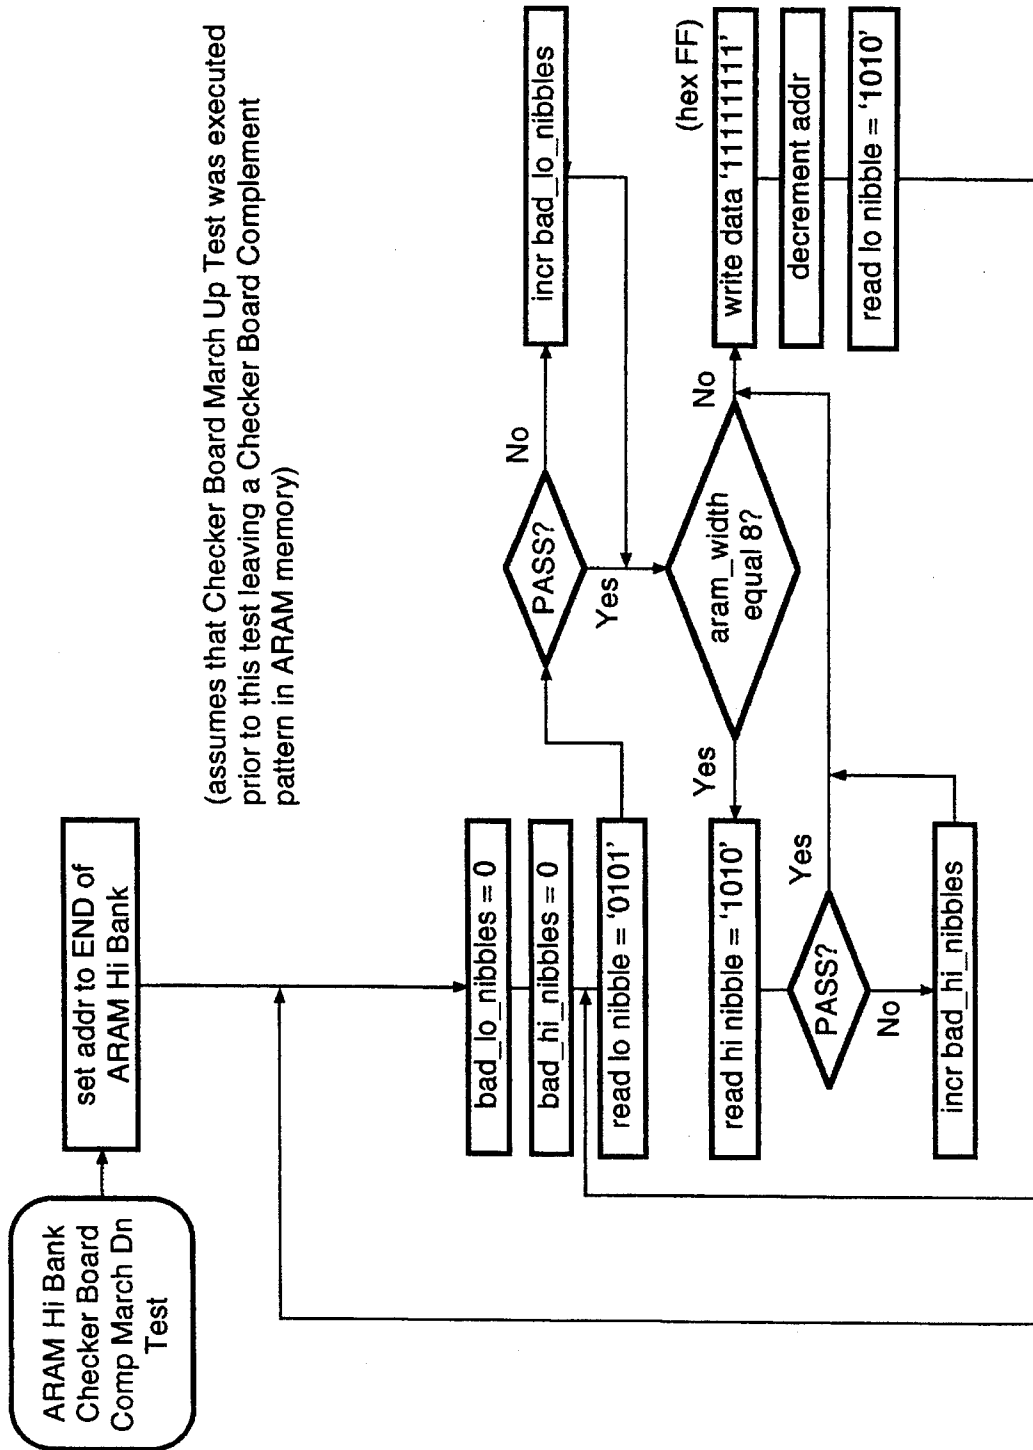 ARAM Hi Bank
Checker Board
Comp March Dn
Test
set addr to END of
ARAM Hi Bank
(assumes that Checker Board March Up Test was executed
prior to this test leaving a Checker Board Complement
pattern in ARAM memory)
bad_lo_nibbles = 0
bad_hi_nibbles = 0
read lo nibble = ‘0101’
PASS?
No
Yes
incr bad_lo_nibbles
aram_width
equal 8?
Yes
No
read hi nibble = ‘1010’
PASS?
Yes
No
incr bad_hi_nibbles
(hex FF)
write data ‘11111111’
decrement addr
read lo nibble = ‘1010’